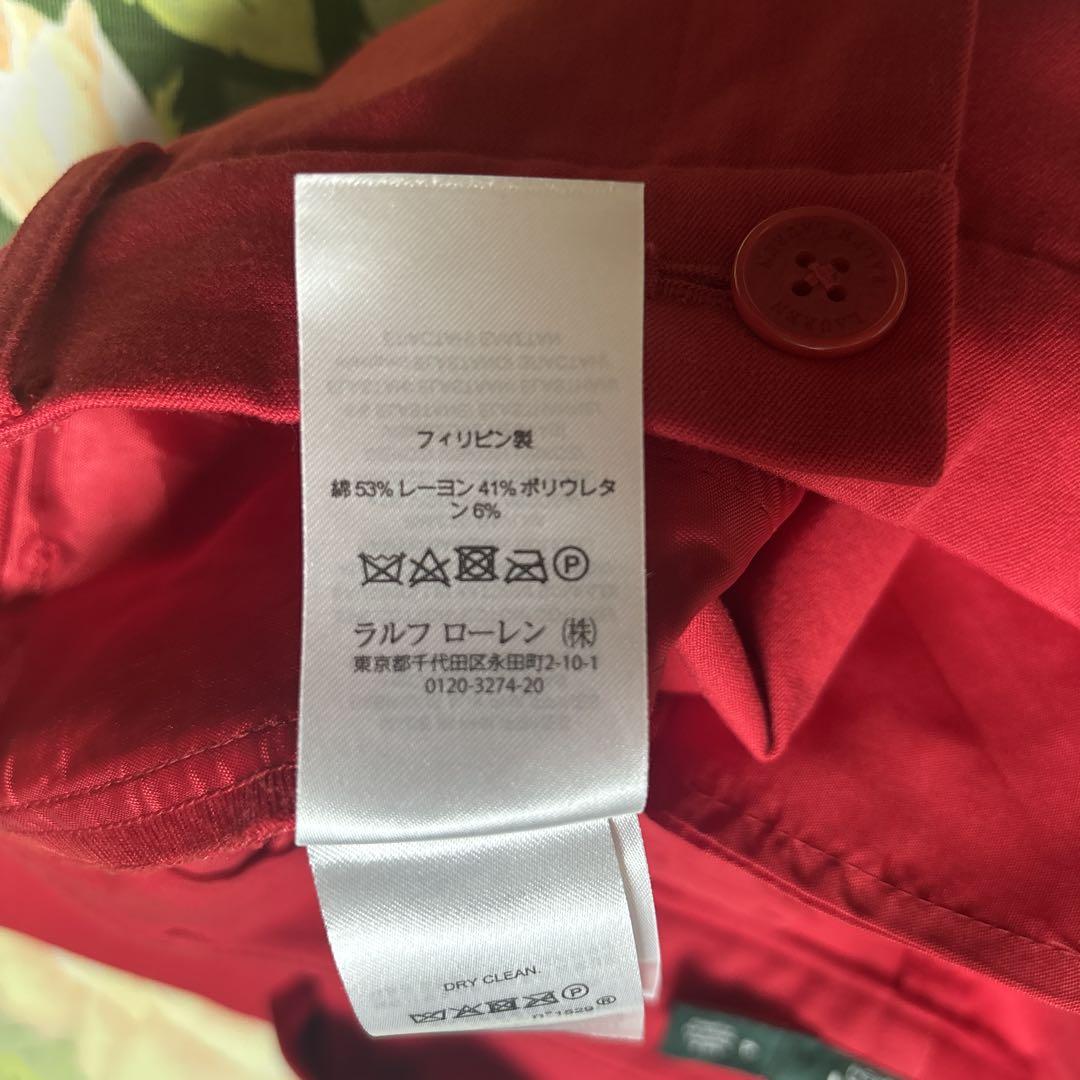 フィリピン製
綿 53% レーヨン 41% ポリウレタ
ン 6%
ラルフ ローレン (株)
東京都千代田区永田町2-10-1
0120-3274-20
DRY CLEAN.
LAUREN